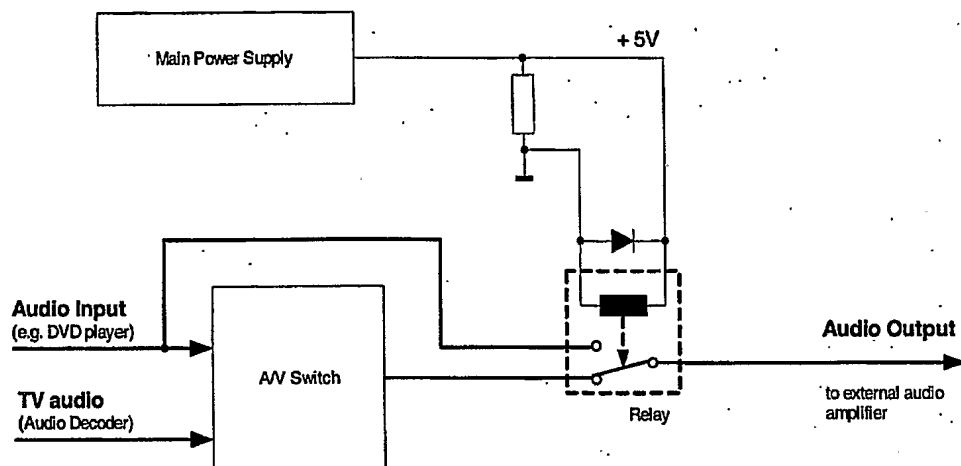 Main Power Supply
+ 5V
Audio Input
(e.g. DVD player)
A/V Switch
TV audio
(Audio Decoder)
Relay
Audio Output
to external audio
amplifier